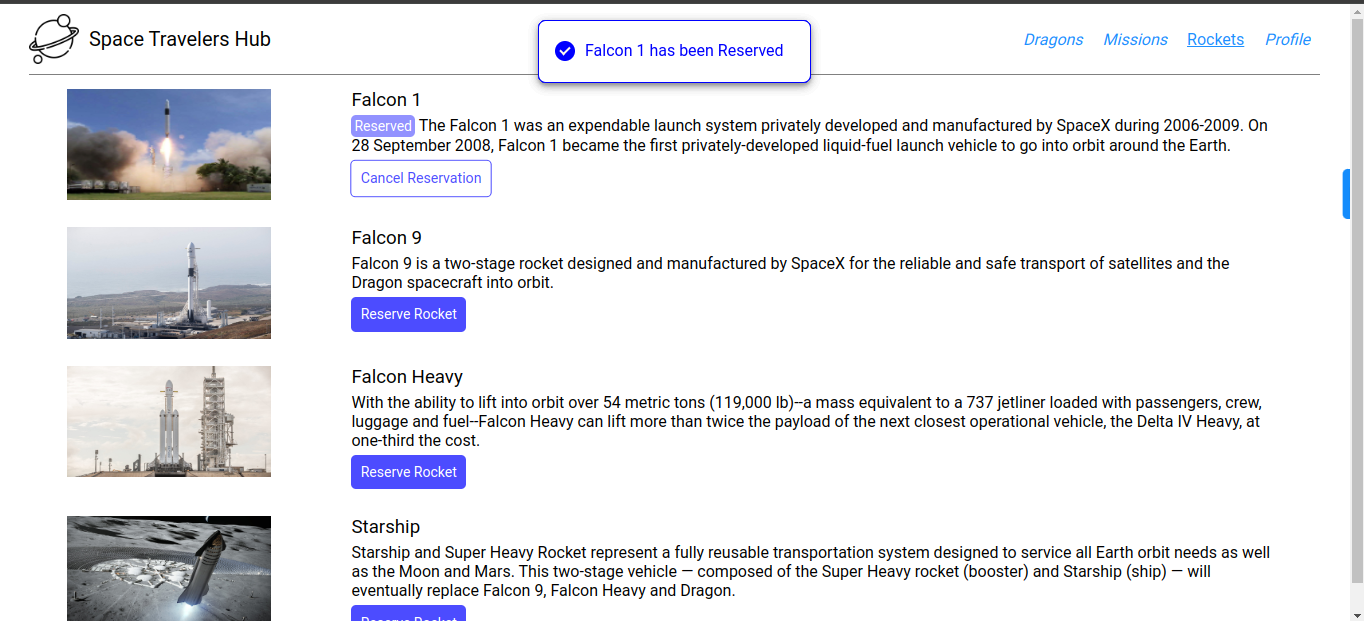 Space Travelers Hub
Falcon 1 has been Reserved
Dragons Missions Rockets Profile
Falcon 1
Reserved The Falcon 1 was an expendable launch system privately developed and manufactured by SpaceX during 2006-2009. On
28 September 2008, Falcon 1 became the first privately-developed liquid-fuel launch vehicle to go into orbit around the Earth.
Cancel Reservation
Falcon 9
Falcon 9 is a two-stage rocket designed and manufactured by SpaceX for the reliable and safe transport of satellites and the
Dragon spacecraft into orbit.
Reserve Rocket
Falcon Heavy
With the ability to lift into orbit over 54 metric tons (119,000 lb)--a mass equivalent to a 737 jetliner loaded with passengers, crew,
luggage and fuel--Falcon Heavy can lift more than twice the payload of the next closest operational vehicle, the Delta IV Heavy, at
one-third the cost.
Reserve Rocket
Starship
Starship and Super Heavy Rocket represent a fully reusable transportation system designed to service all Earth orbit needs as well
as the Moon and Mars. This two-stage vehicle — composed of the Super Heavy rocket (booster) and Starship (ship) — will
eventually replace Falcon 9, Falcon Heavy and Dragon.
Reserve Rocket